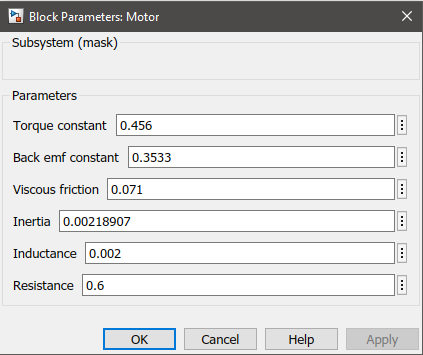 Block Parameters: Motor
Subsystem (mask)
Parameters
Torque constant 0.456
Back emf constant 0.3533
Viscous friction 0.071
Inertia 0.00218907
Inductance 0.002
Resistance 0.6
OK Cancel Help Apply